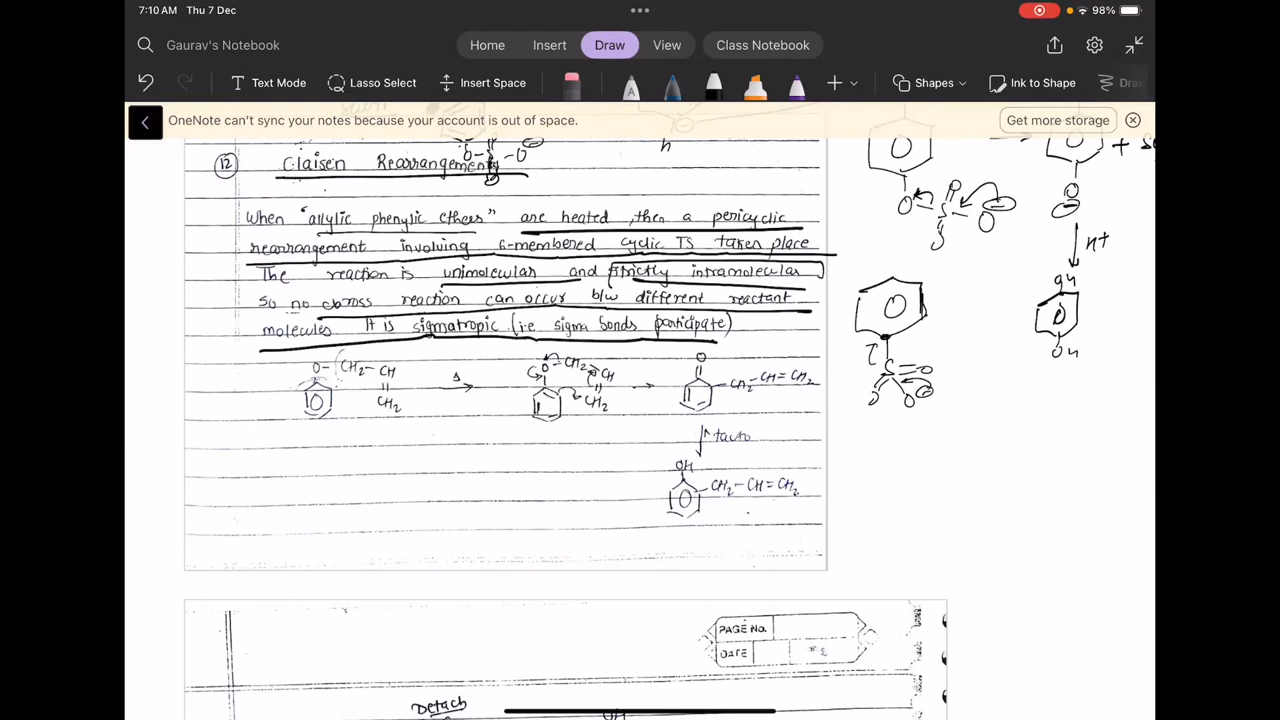 7:10 AM Thu 7 Dec
98%
Gaurav's Notebook
Home Insert Draw View Class Notebook
Text Mode Lasso Select Insert Space Shapes Ink to Shape Draw
OneNote can't sync your notes because your account is out of space. Get more storage
12 Claisen Rearrangement
When "allylic phenylic ethers" are heated, then a pericyclic
rearrangement involving 6-membered cyclic TS takes place
The reaction is unimolecular and strictly intramolecular
So no cross reaction can occur b/w different reactant
molecules It is sigmatropic (i.e sigma bonds participate)
O-CH2-CH
CH2
Δ
O-CH2-CH
CH2
O
CH2-CH=CH2
tauto
OH
CH2-CH=CH2
H+
PAGE No.
DATE
Detach